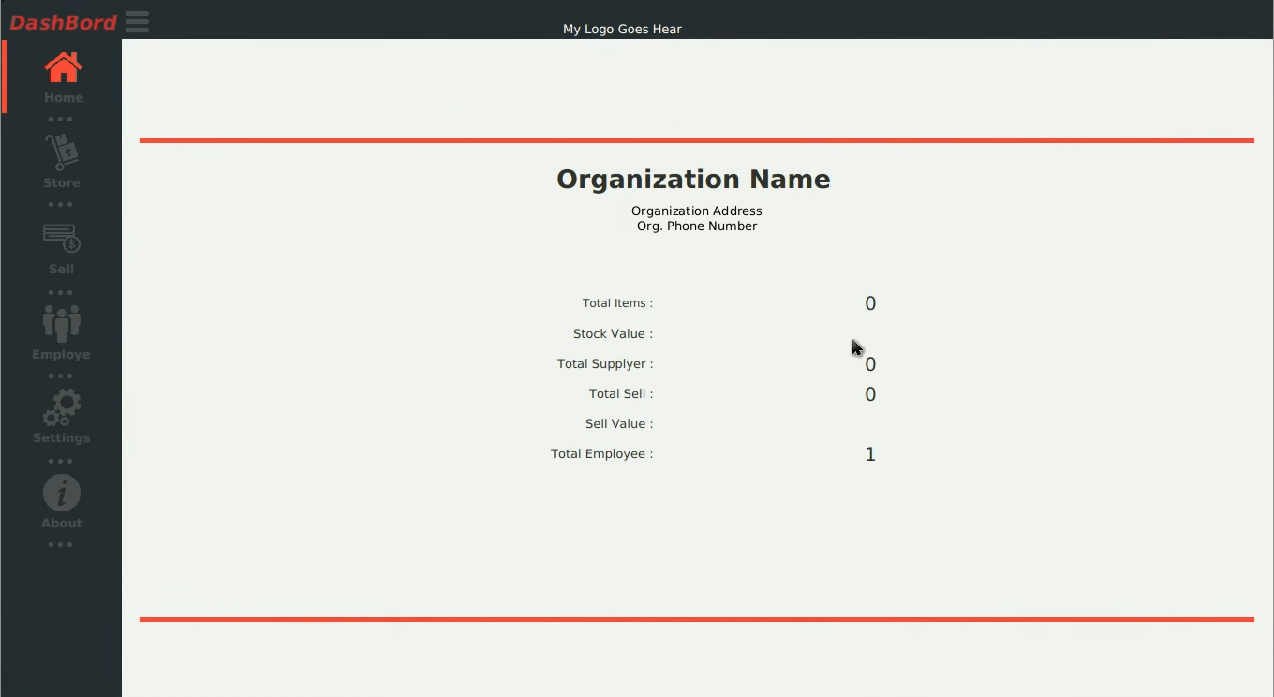 DashBord
My Logo Goes Hear
Home
Store
Sell
Employe
Settings
About
Organization Name
Organization Address
Org. Phone Number
Total Items : 0
Stock Value :
Total Supplyer : 0
Total Sell : 0
Sell Value :
Total Employee : 1